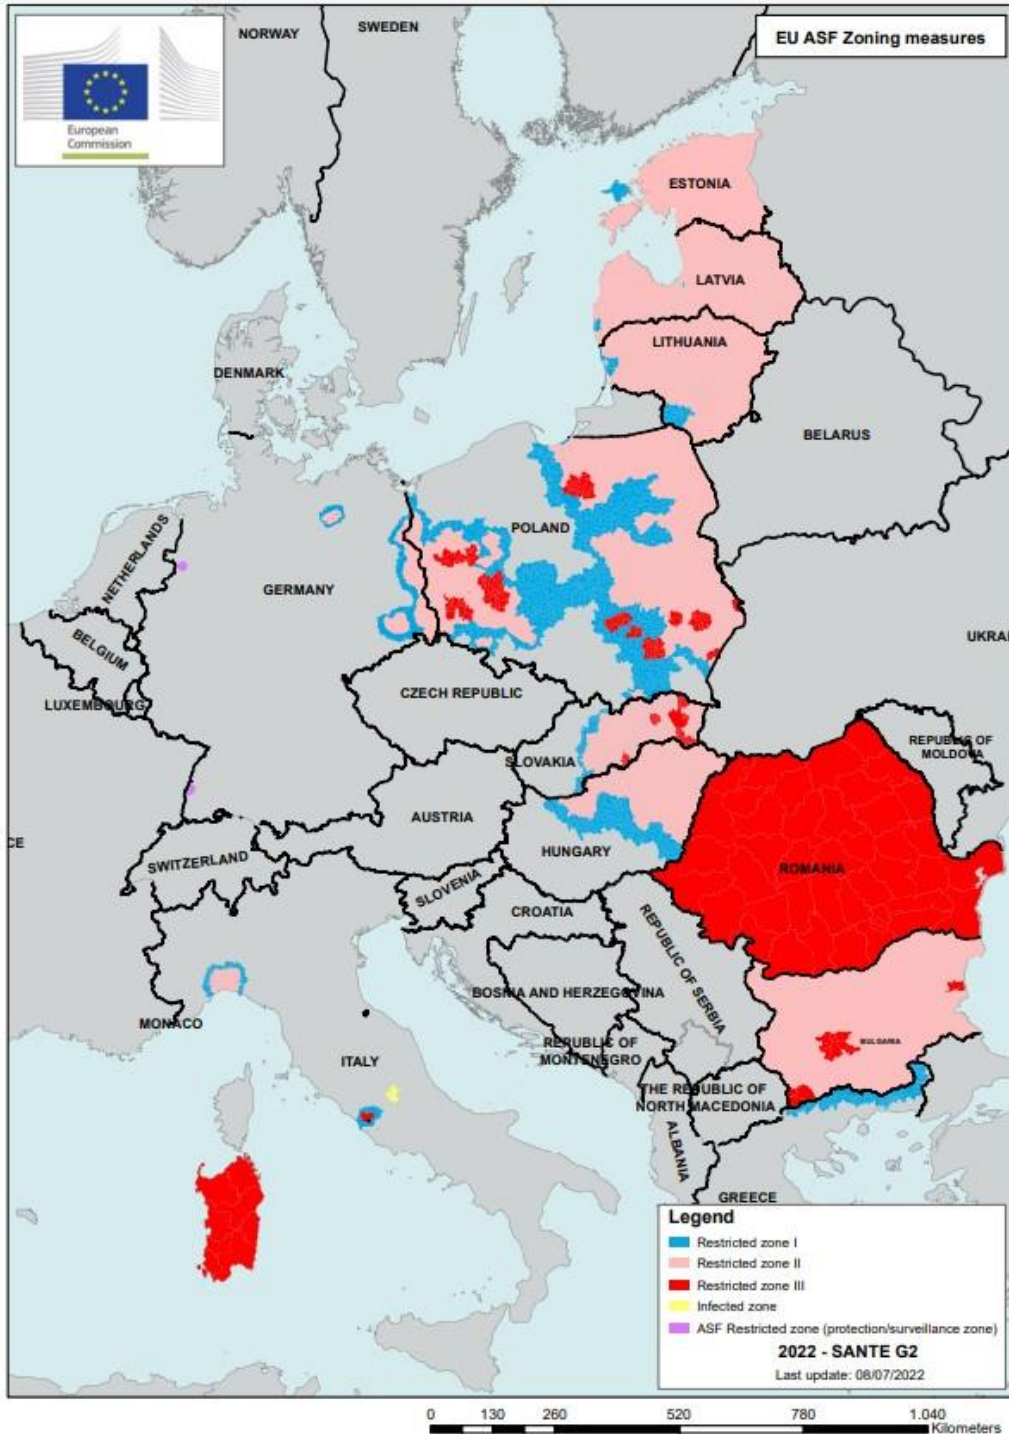 NORWAY
SWEDEN
EU ASF Zoning measures
European
Commission
ESTONIA
LATVIA
LITHUANIA
DENMARK
BELARUS
NETHERLANDS
POLAND
GERMANY
BELGIUM
UKRAI
LUXEMBOURG
CZECH REPUBLIC
REPUBLIC OF
MOLDOVA
SLOVAKIA
AUSTRIA
CE
HUNGARY
SWITZERLAND
ROMANIA
SLOVENIA
CROATIA
REPUBLIC OF SERBIA
BOSNIA AND HERZEGOVINA
MONACO
REPUBLIC OF
MONTENEGRO
BULGARIA
ITALY
THE REPUBLIC OF
NORTH MACEDONIA
ALBANIA
GREECE
Legend
Restricted zone I
Restricted zone II
Restricted zone III
Infected zone
ASF Restricted zone (protection/surveillance zone)
2022 - SANTE G2
Last update: 08/07/2022
0 130 260 520 780 1.040
Kilometers